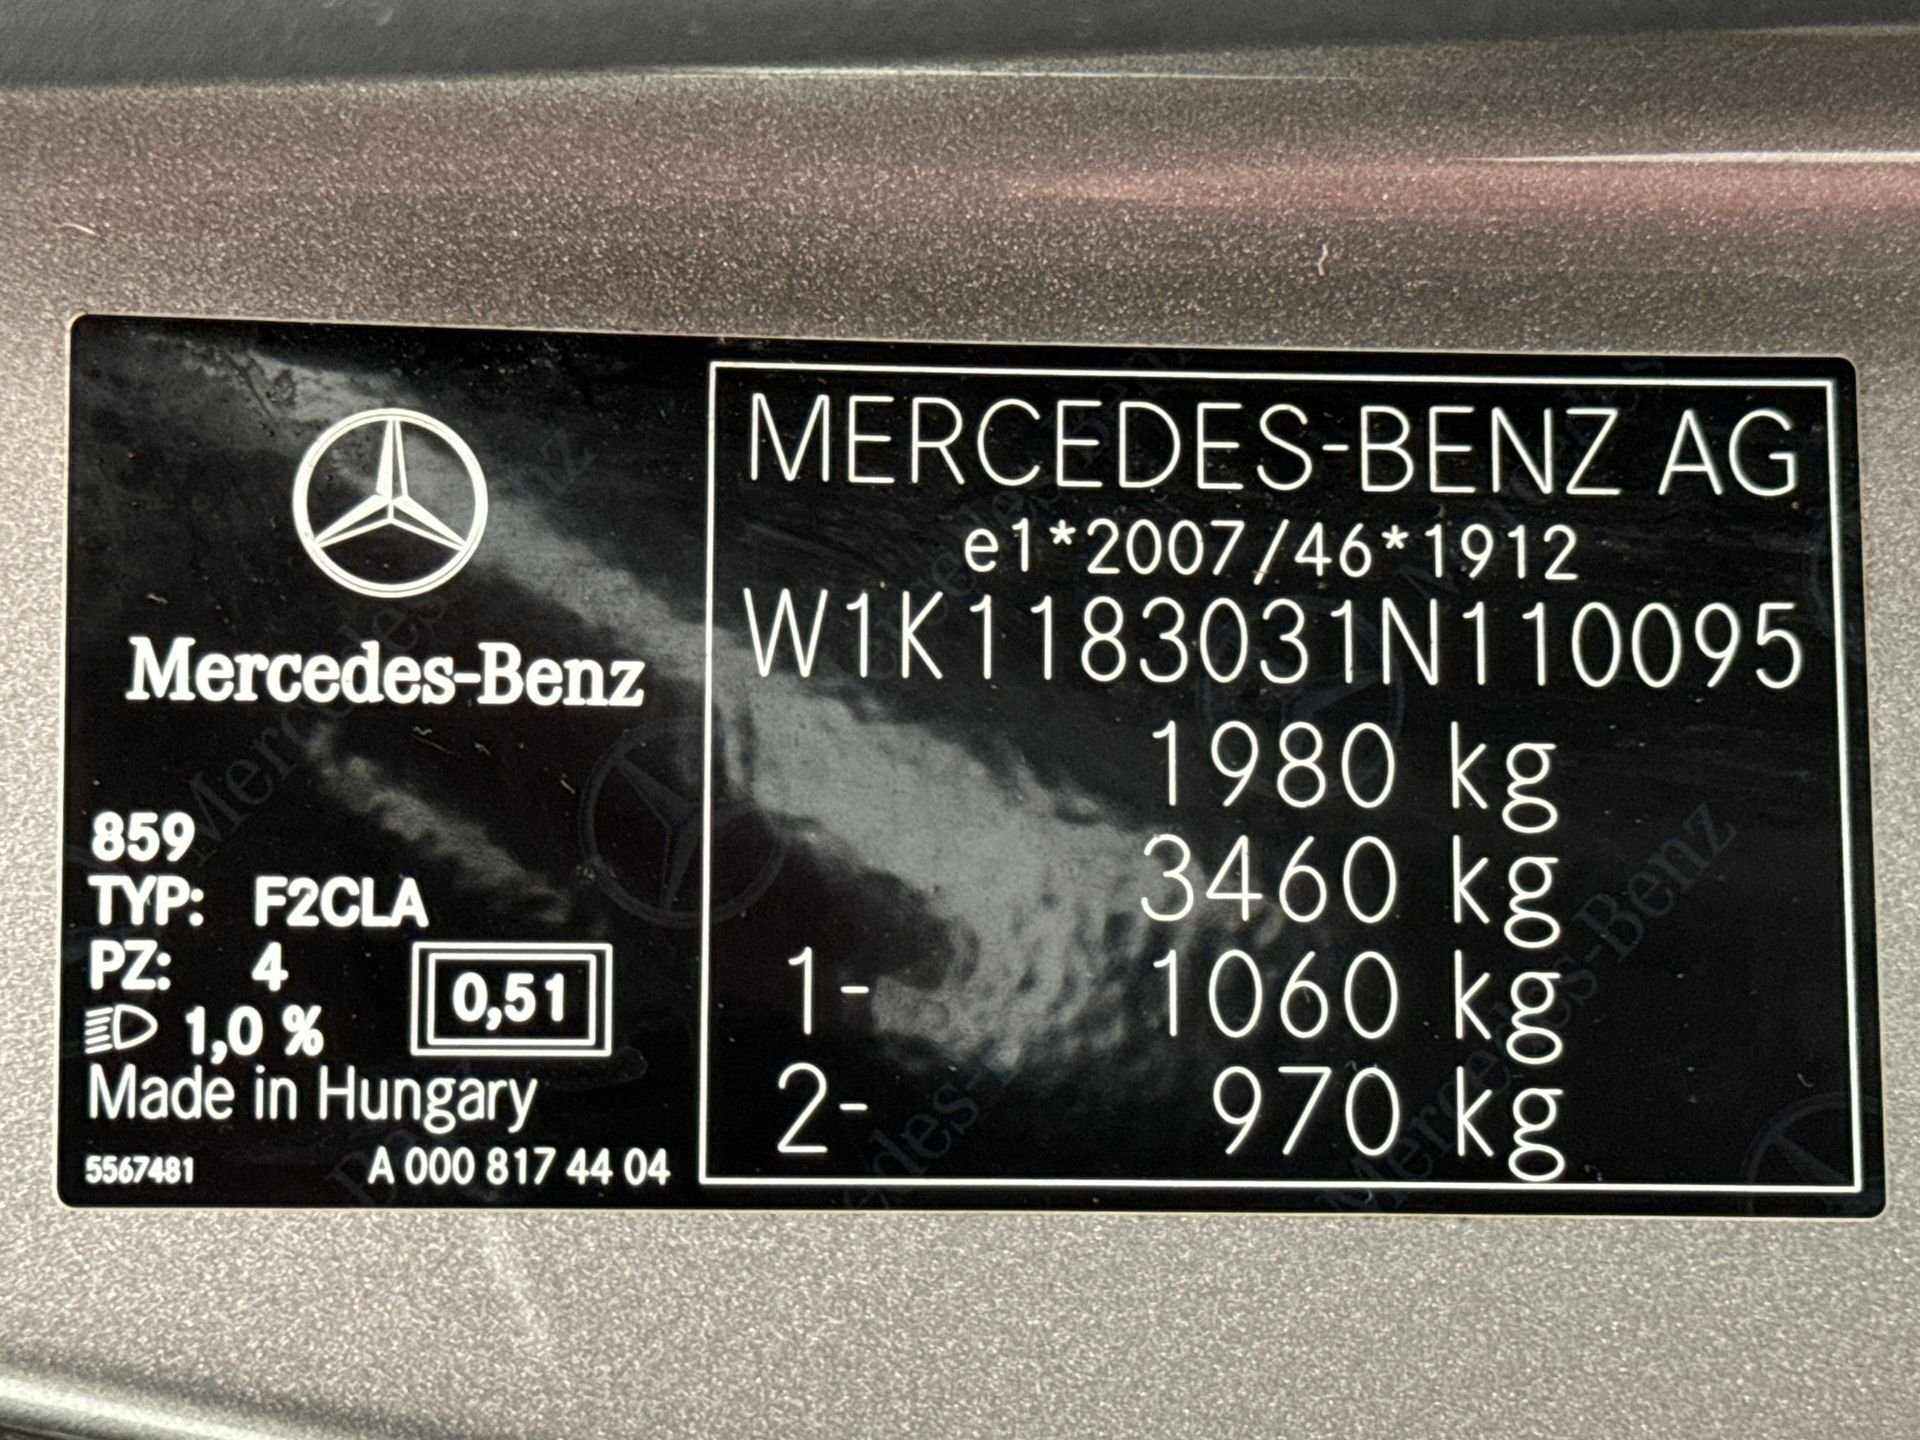 Mercedes-Benz
859
TYP: F2CLA
PZ: 4
1,0 %
0,51
Made in Hungary
5567481 A 000 817 44 04
MERCEDES-BENZ AG
e1*2007/46*1912
W1K1183031N110095
1980 kg
3460 kg
1- 1060 kg
2- 970 kg